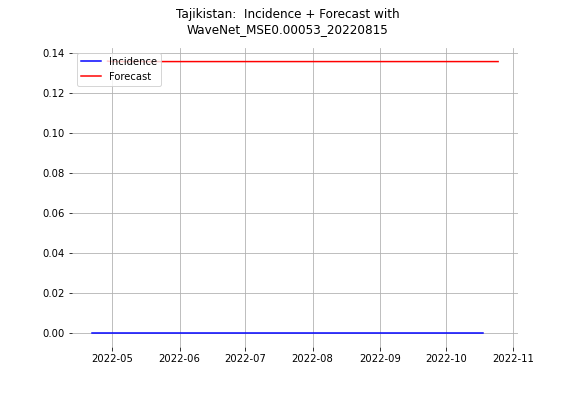 Tajikistan:  Incidence + Forecast with
WaveNet_MSE0.00053_20220815
0.14
Incidence
Forecast
0.12
0.10
0.08
0.06
0.04
0.02
0.00
2022-05 2022-06 2022-07 2022-08 2022-09 2022-10 2022-11